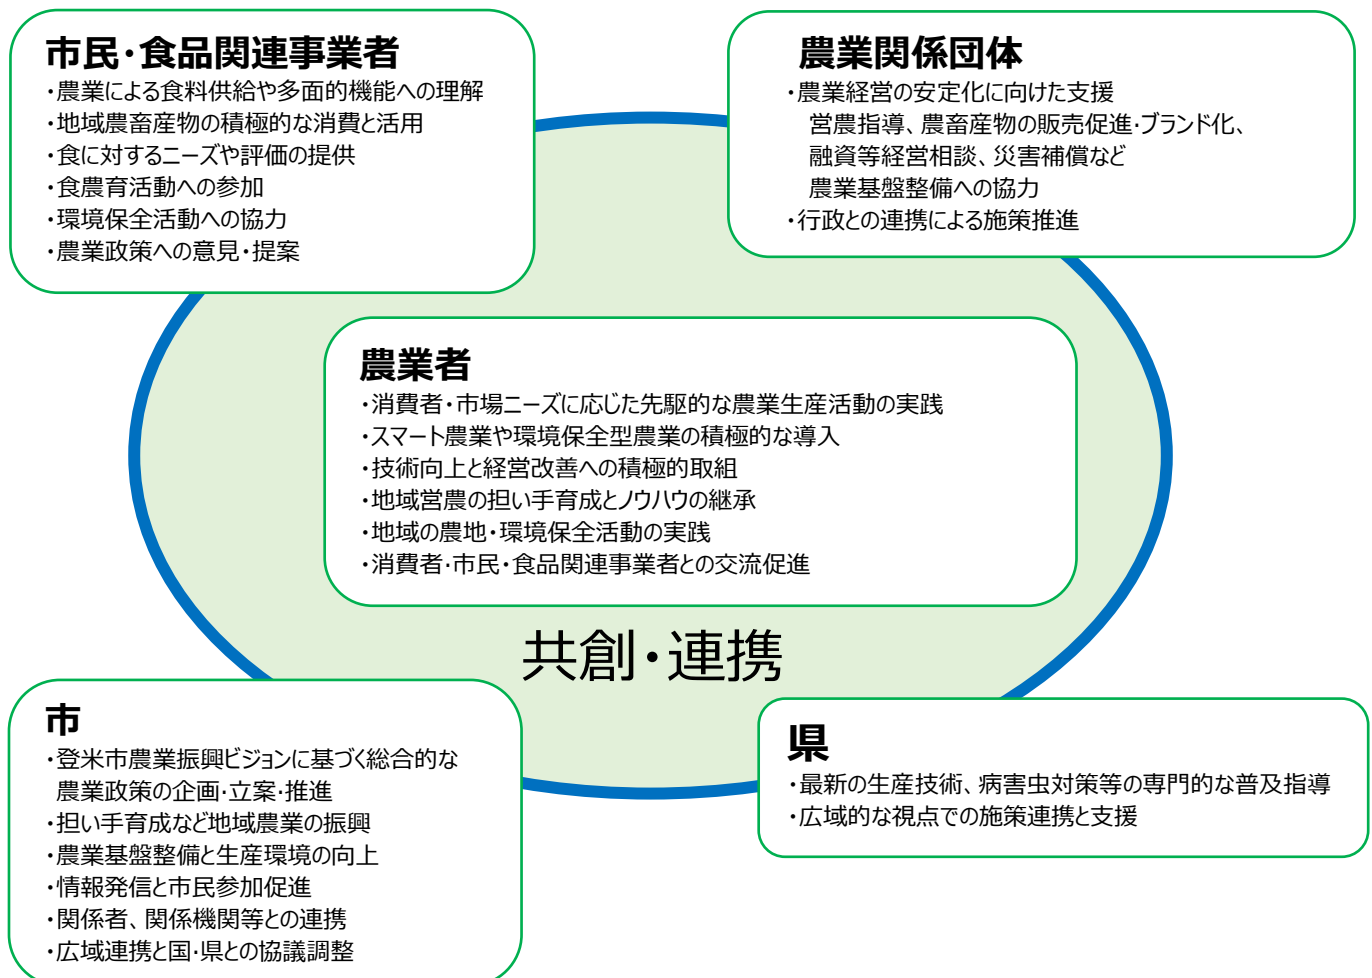 市民・食品関連事業者
・農業による食料供給や多面的機能への理解
・地域農畜産物の積極的な消費と活用
・食に対するニーズや評価の提供
・食農育活動への参加
・環境保全活動への協力
・農業政策への意見・提案
農業関係団体
・農業経営の安定化に向けた支援
営農指導、農畜産物の販売促進・ブランド化、
融資等経営相談、災害補償など
農業基盤整備への協力
・行政との連携による施策推進
農業者
・消費者・市場ニーズに応じた先駆的な農業生産活動の実践
・スマート農業や環境保全型農業の積極的な導入
・技術向上と経営改善への積極的取組
・地域営農の担い手育成とノウハウの継承
・地域の農地・環境保全活動の実践
・消費者・市民・食品関連事業者との交流促進
共創・連携
市
・登米市農業振興ビジョンに基づく総合的な
農業政策の企画・立案・推進
・担い手育成など地域農業の振興
・農業基盤整備と生産環境の向上
・情報発信と市民参加促進
・関係者、関係機関等との連携
・広域連携と国・県との協議調整
県
・最新の生産技術、病害虫対策等の専門的な普及指導
・広域的な視点での施策連携と支援